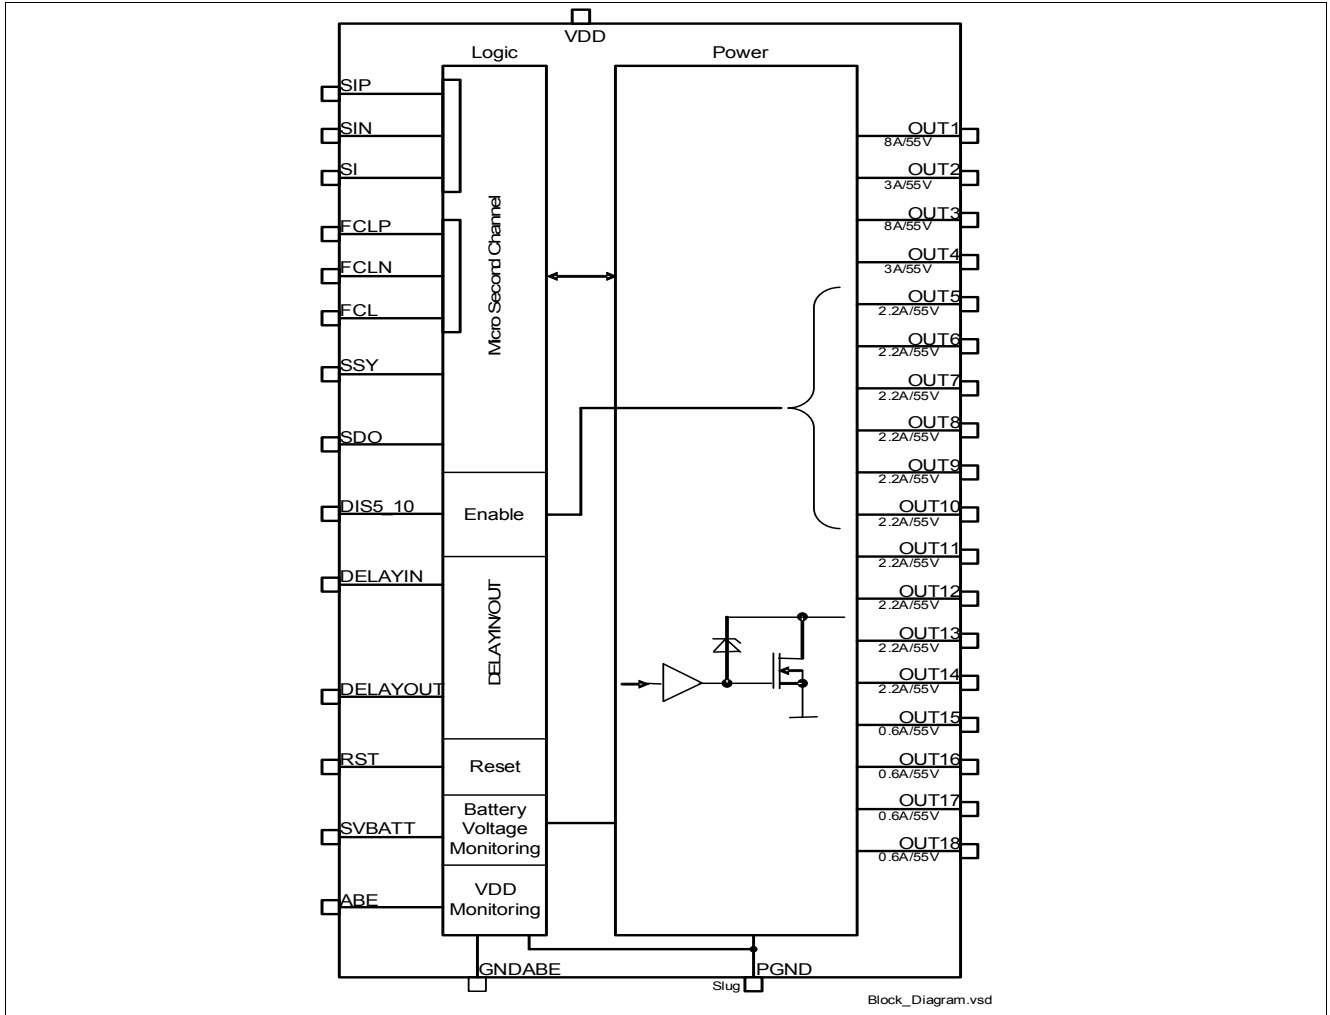 VDD
Logic
Power
SIP
SIN
SI
FCLP
FCLN
FCL
SSY
SDO
DIS5_10
DELAYIN
DELAYOUT
RST
SVBATT
ABE
Micro Second Channel
Enable
DELAYIN/OUT
Reset
Battery
Voltage
Monitoring
VDD
Monitoring
OUT1
8A/55V
OUT2
3A/55V
OUT3
8A/55V
OUT4
3A/55V
OUT5
2.2A/55V
OUT6
2.2A/55V
OUT7
2.2A/55V
OUT8
2.2A/55V
OUT9
2.2A/55V
OUT10
2.2A/55V
OUT11
2.2A/55V
OUT12
2.2A/55V
OUT13
2.2A/55V
OUT14
2.2A/55V
OUT15
0.6A/55V
OUT16
0.6A/55V
OUT17
0.6A/55V
OUT18
0.6A/55V
GNDABE
PGND
Slug
Block_Diagram.vsd